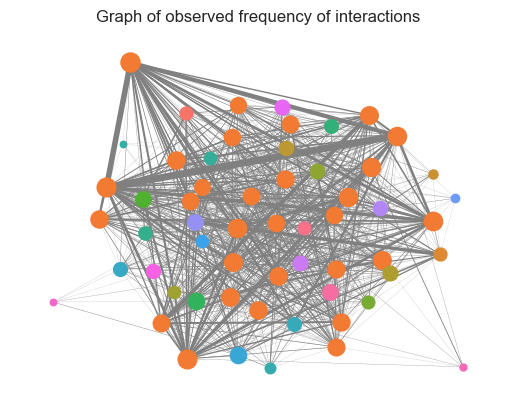 Graph of observed frequency of interactions